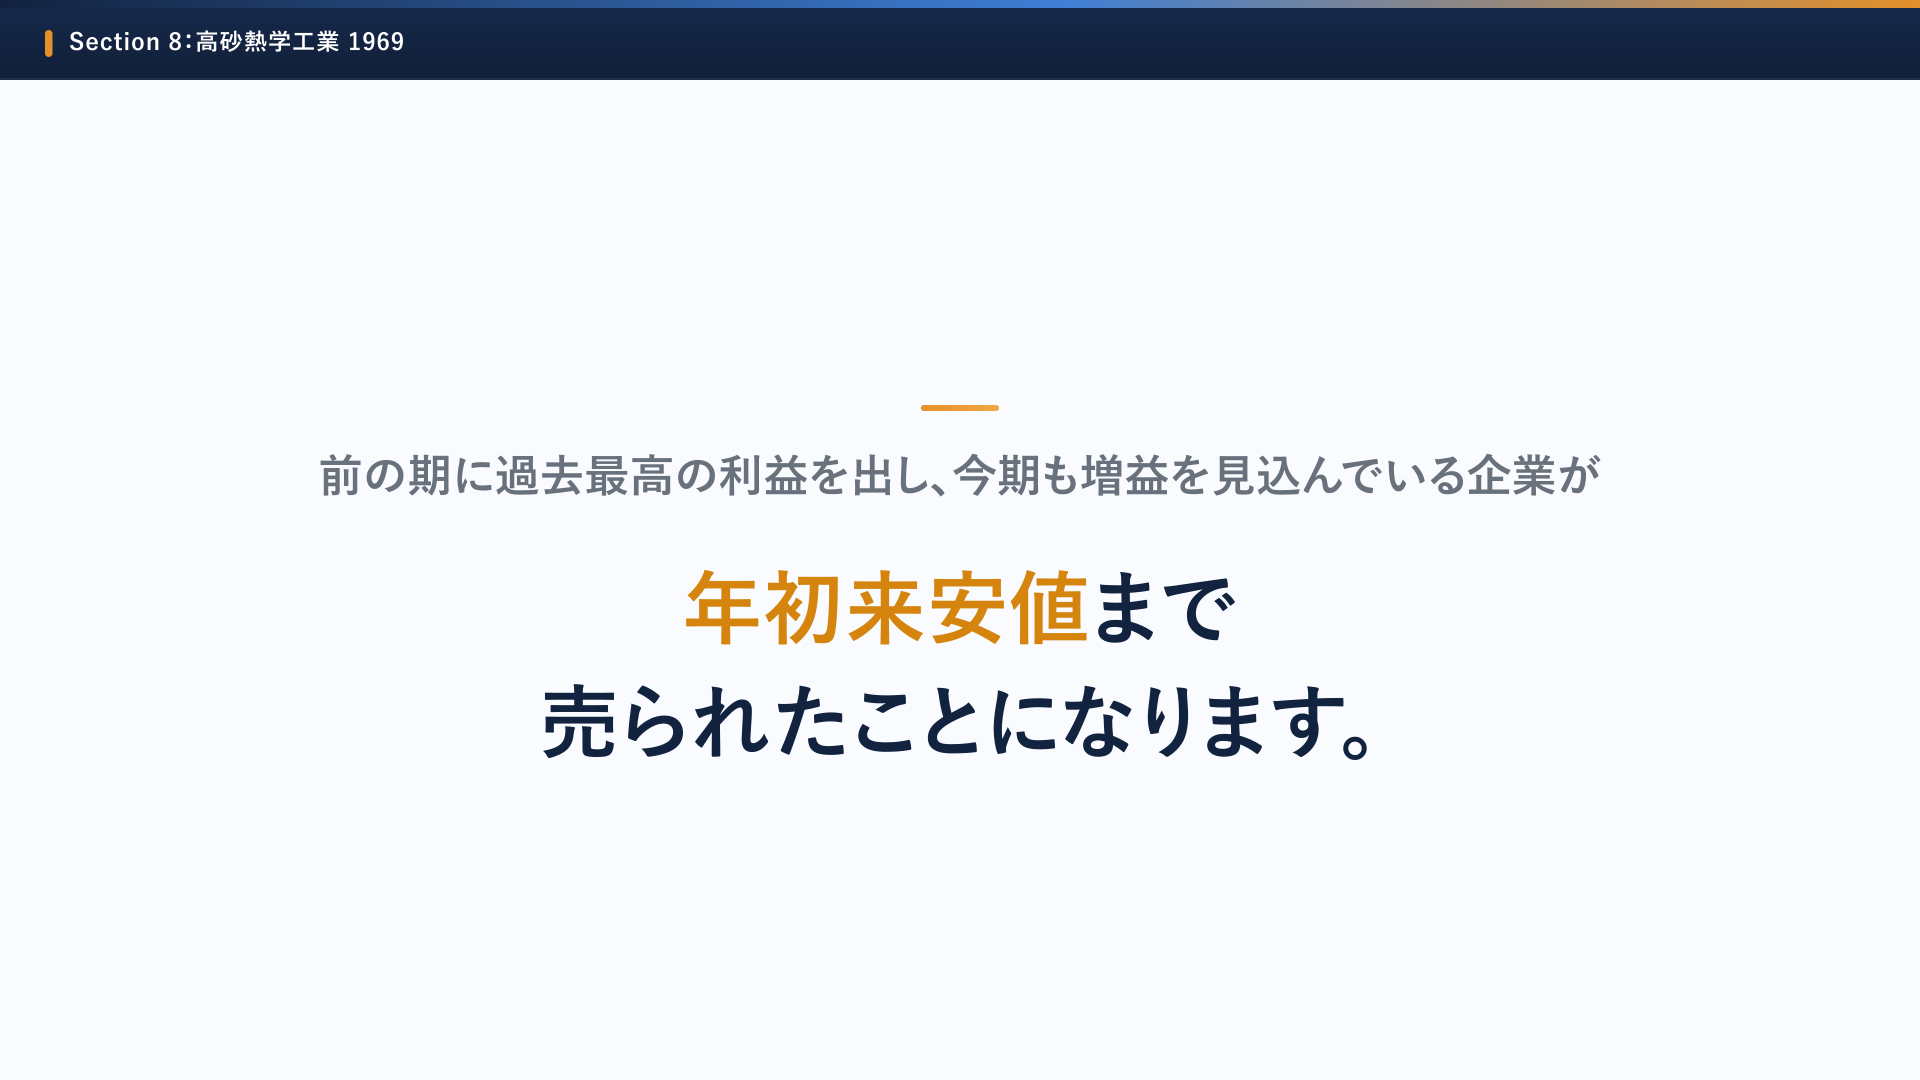 Section 8：高砂熱学工業 1969
前の期に過去最高の利益を出し、今期も増益を見込んでいる企業が
年初来安値まで
売られたことになります。